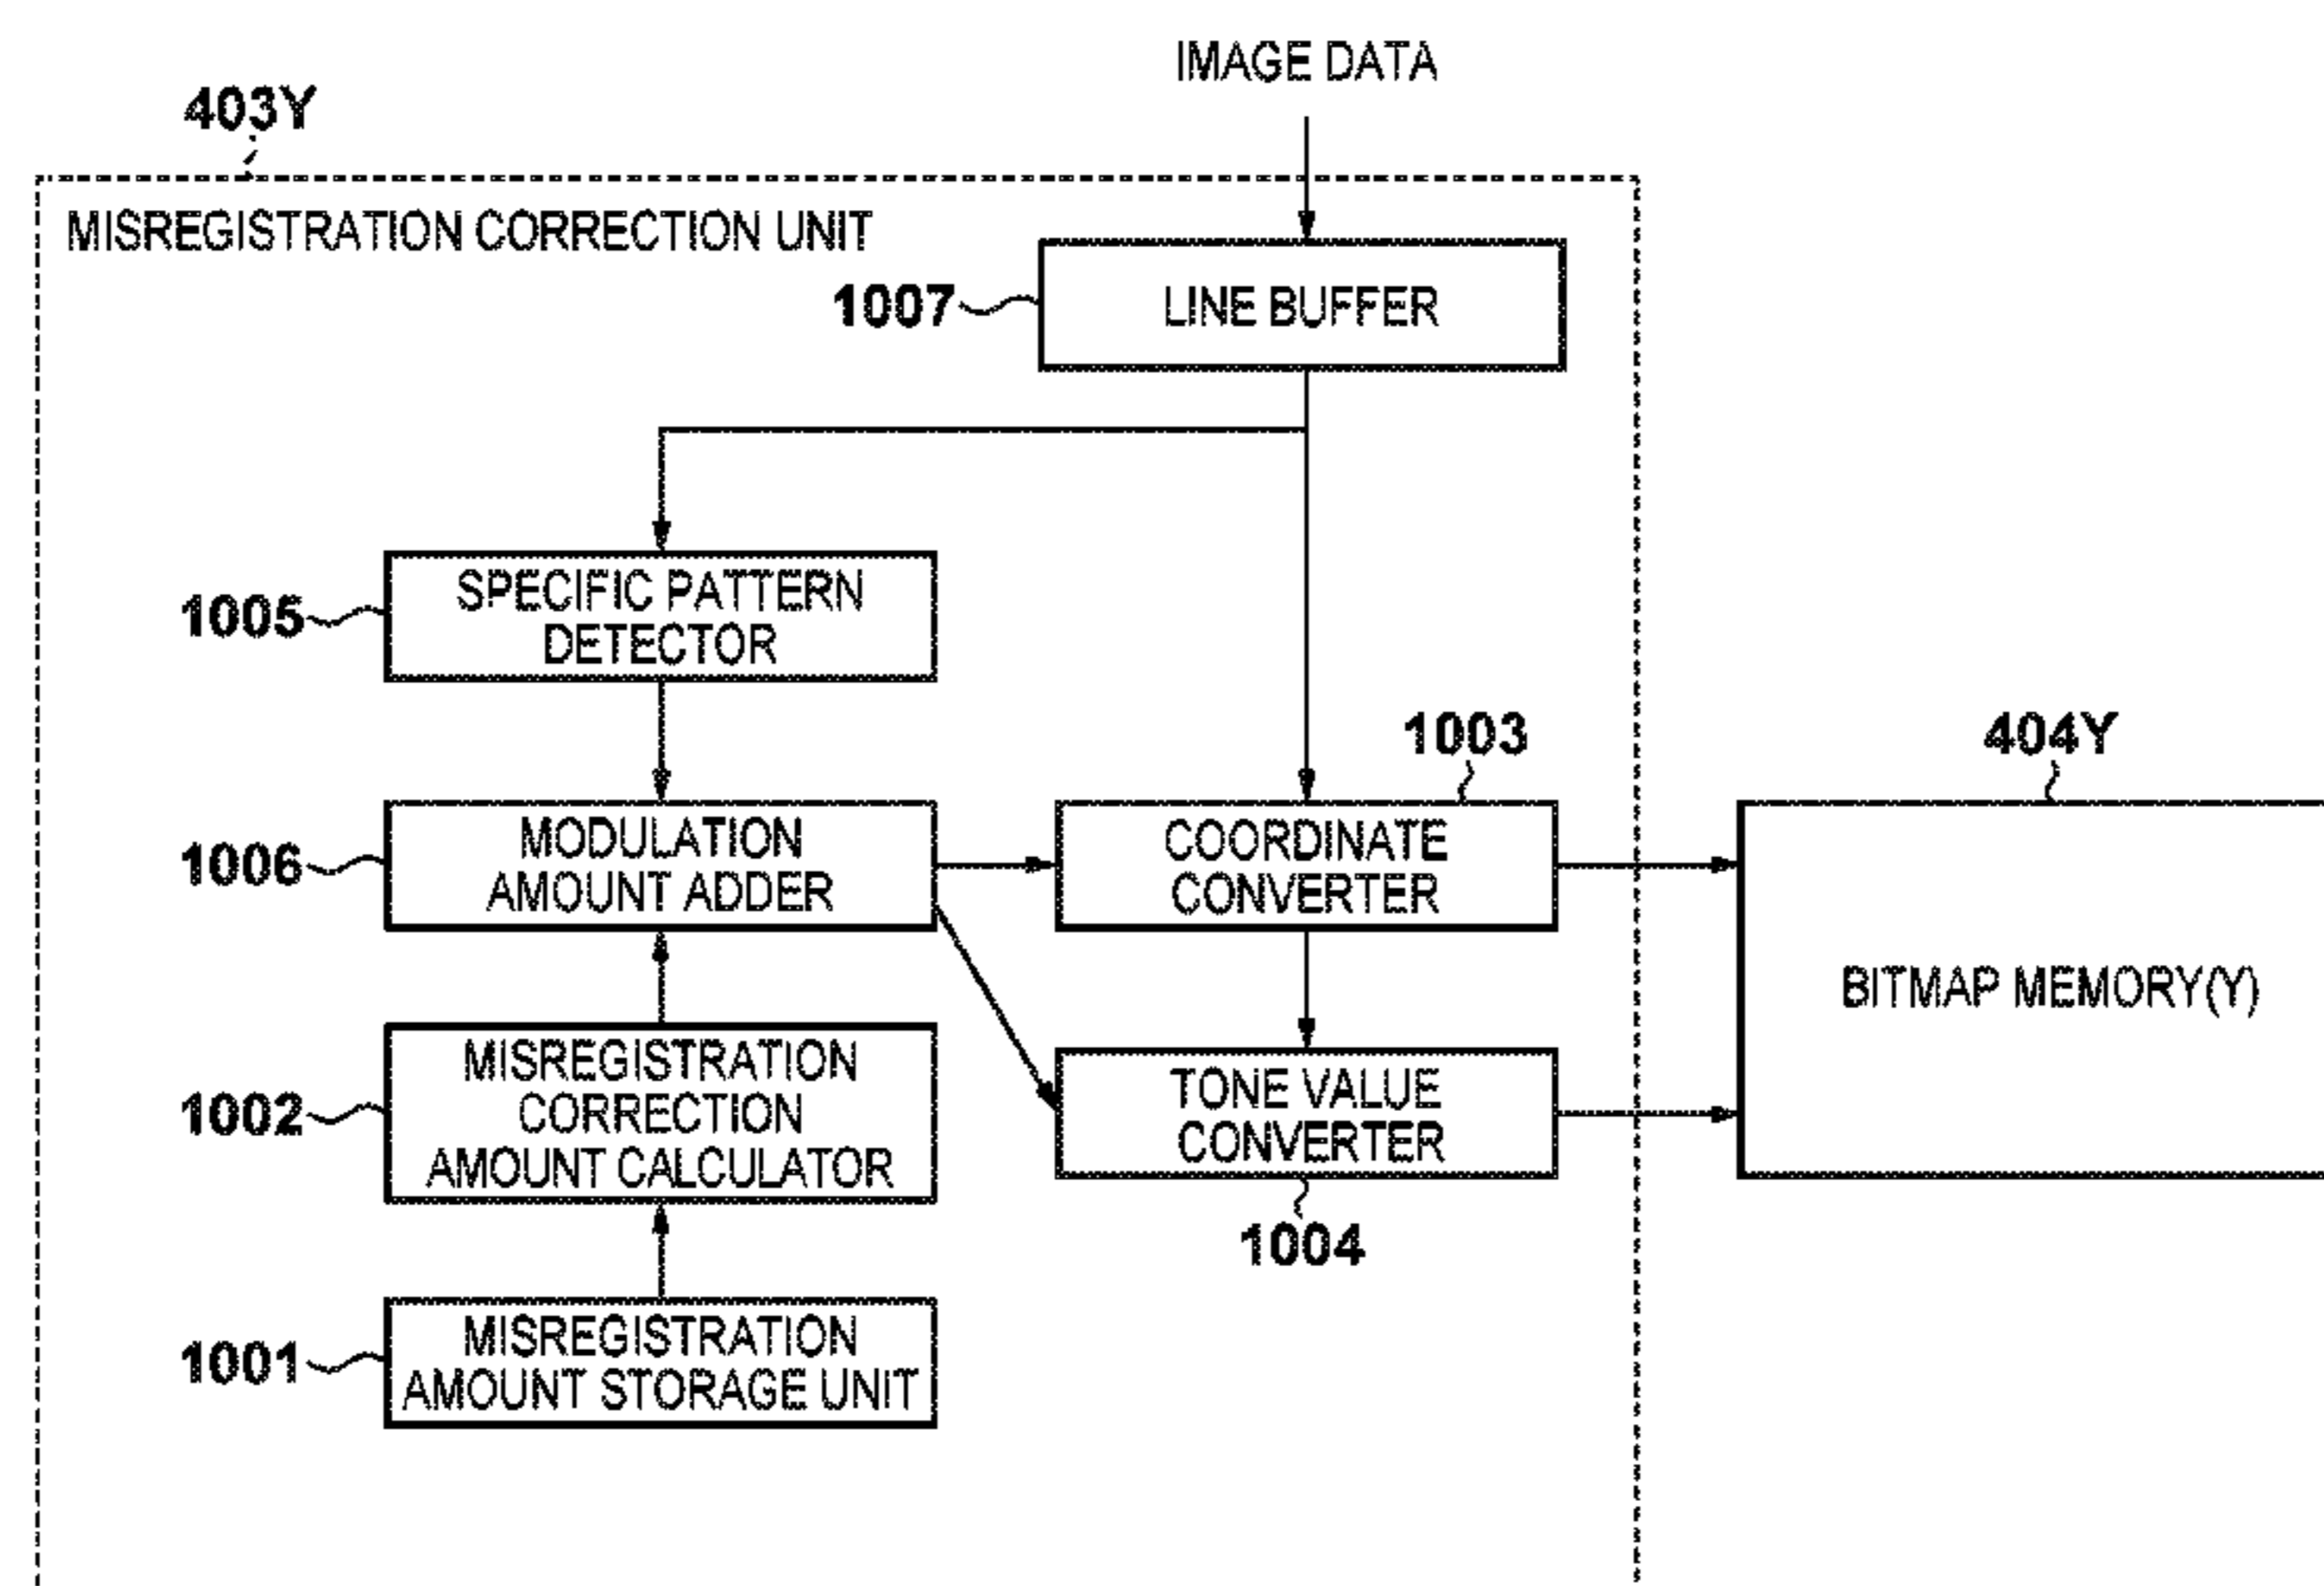 IMAGE DATA
403Y
MISREGISTRATION CORRECTION UNIT
1007
LINE BUFFER
1005
SPECIFIC PATTERN
DETECTOR
1003
404Y
1006
MODULATION
AMOUNT ADDER
COORDINATE
CONVERTER
BITMAP MEMORY(Y)
1002
MISREGISTRATION
CORRECTION
AMOUNT CALCULATOR
TONE VALUE
CONVERTER
1004
1001
MISREGISTRATION
AMOUNT STORAGE UNIT